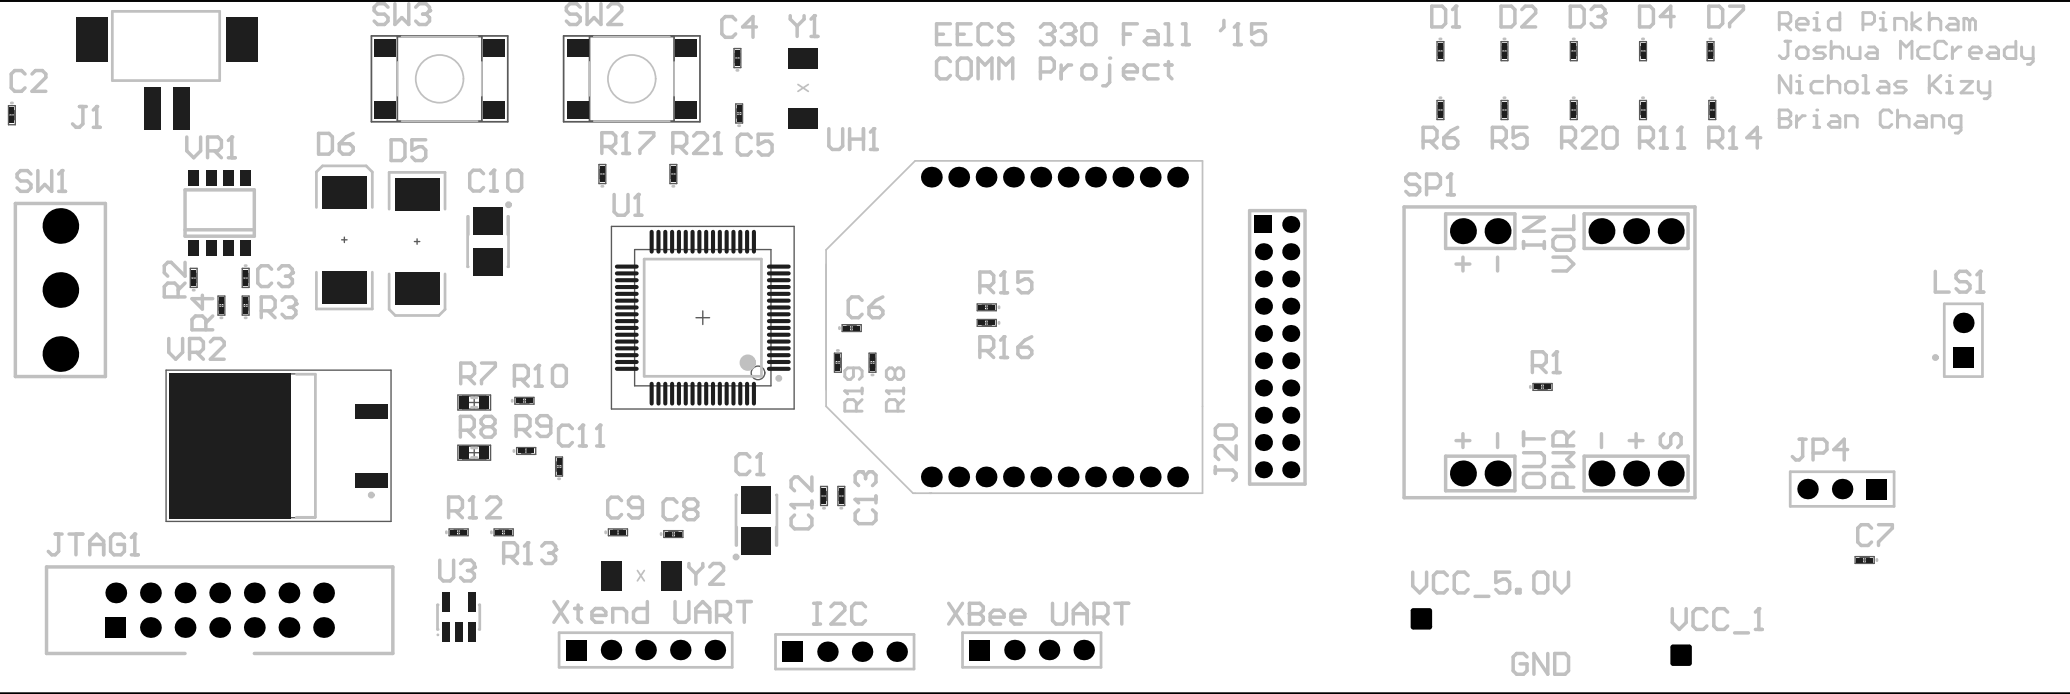 SW3
SW2
C4
Y1
EECS 330 Fall '15
COMM Project
D1
D2
D3
D4
D7
Reid Pinkham
Joshua McCready
Nicholas Kizy
Brian Chang
C2
J1
VR1
D6
D5
R17
R21
C5
UH1
R6
R5
R20
R11
R14
SW1
C10
U1
SP1
+
-
IN
VOL
R2
C3
R4
R3
R15
C6
R16
LS1
VR2
R7
R10
R19
R18
R1
R8
R9
C11
J20
+
-
OUT
PWR
-
+
S
JP4
C1
C12
C13
R12
C9
C8
R13
C7
JTAG1
U3
Y2
VCC_5.0V
Xtend UART
I2C
XBee UART
VCC_1
GND